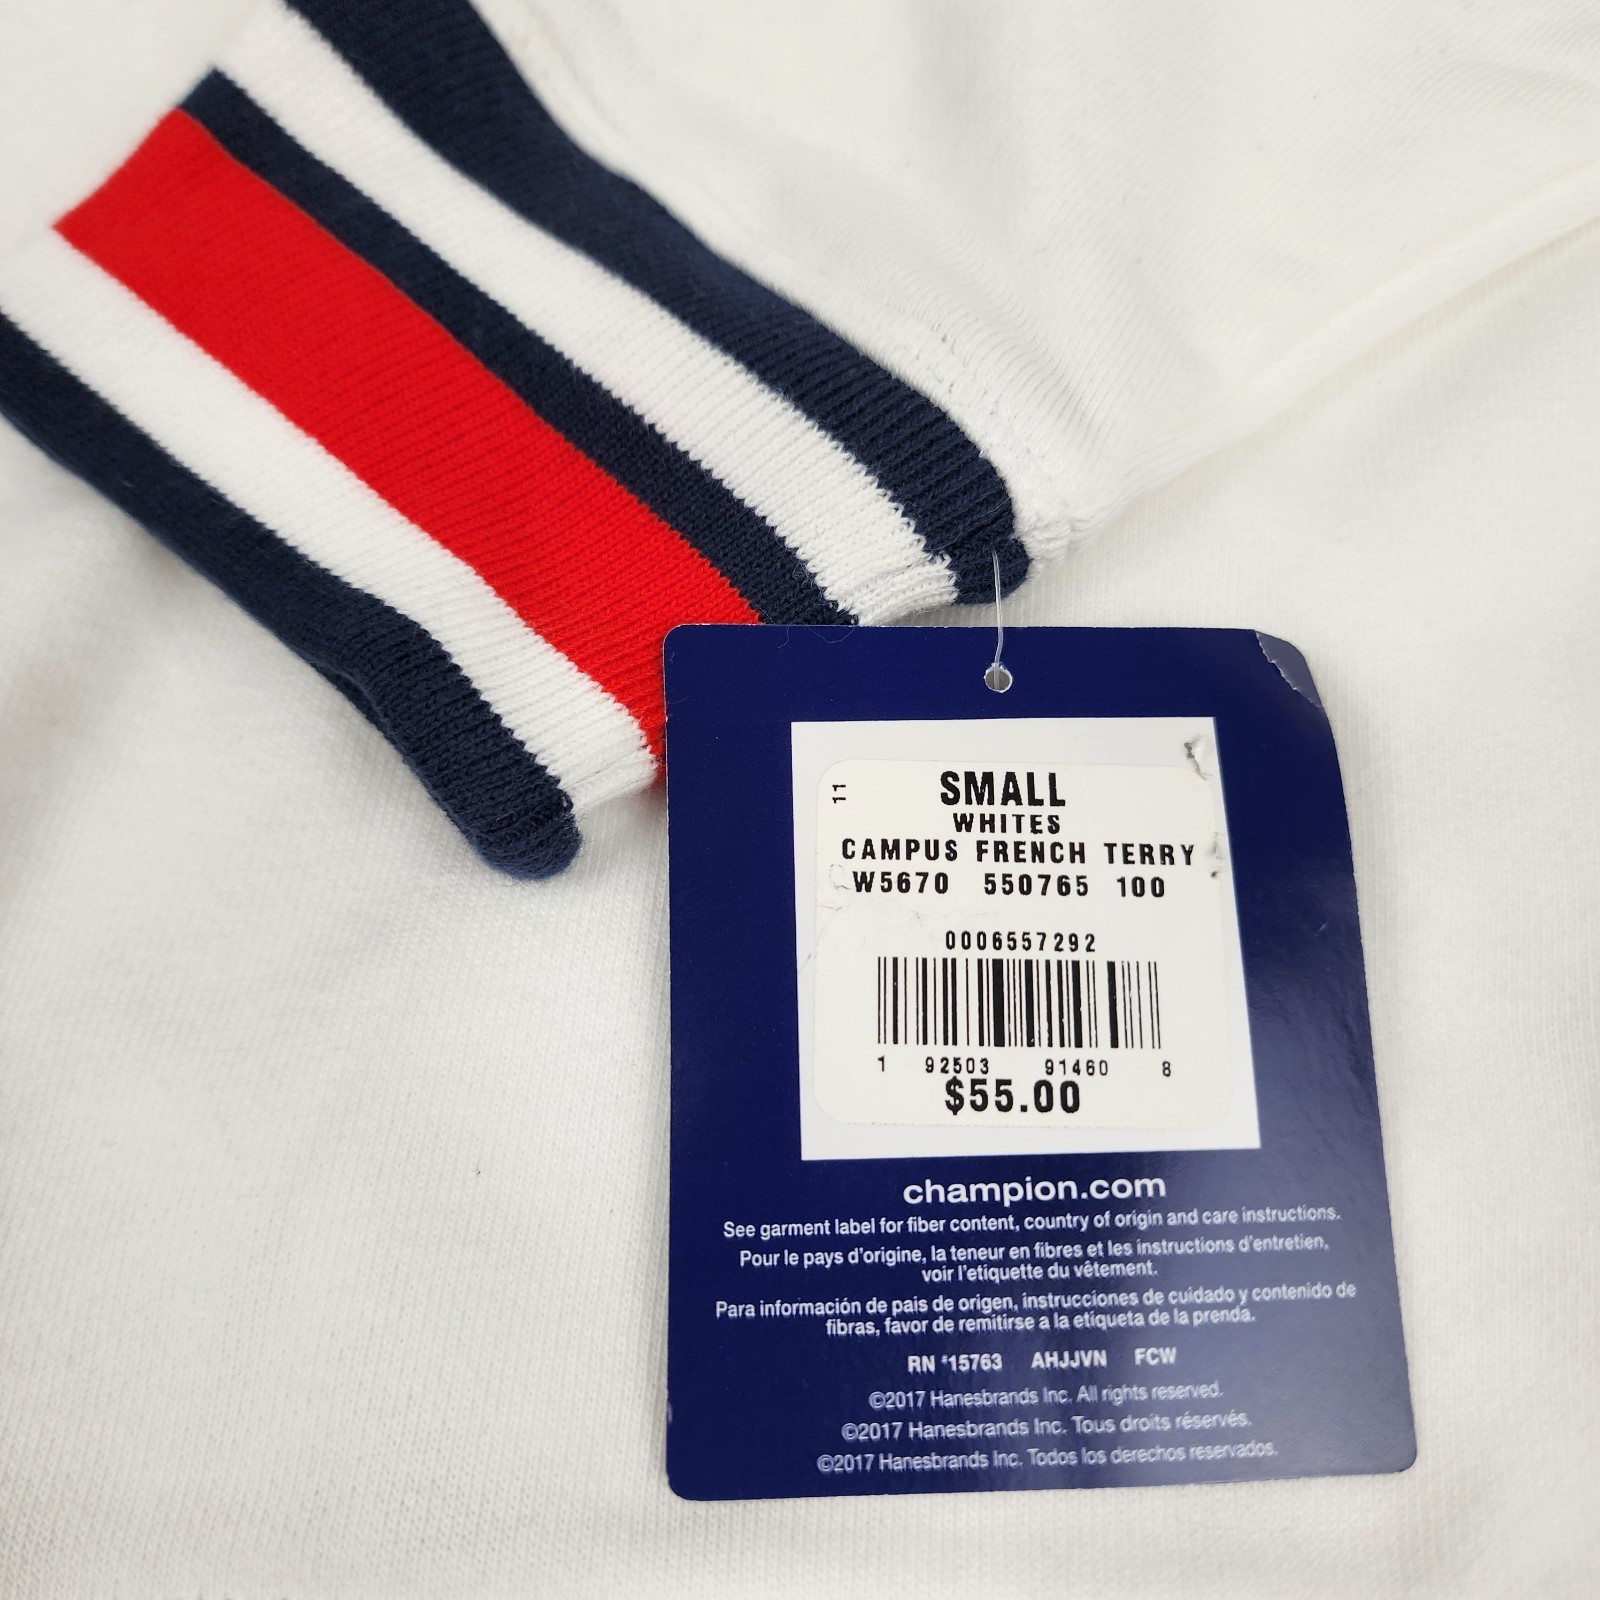 11
SMALL
WHITES
CAMPUS FRENCH TERRY
W5670 550765 100
0006557292
1 92503 91460 8
$55.00
champion.com
See garment label for fiber content, country of origin and care instructions.
Pour le pays d'origine, la teneur en fibres et les instructions d'entretien,
voir l'etiquette du vêtement.
Para información de pais de origen, instrucciones de cuidado y contenido de
fibras, favor de remitirse a la etiqueta de la prenda.
RN *15763 AHJJVN FCW
©2017 Hanesbrands Inc. All rights reserved.
©2017 Hanesbrands Inc. Tous droits réservés.
©2017 Hanesbrands Inc. Todos los derechos reservados.